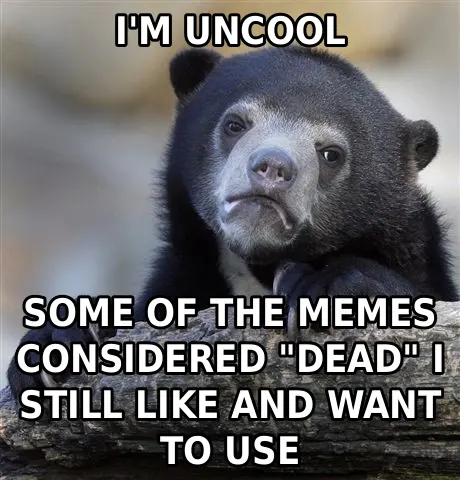 I'M UNCOOL
SOME OF THE MEMES
CONSIDERED "DEAD" I
STILL LIKE AND WANT
TO USE